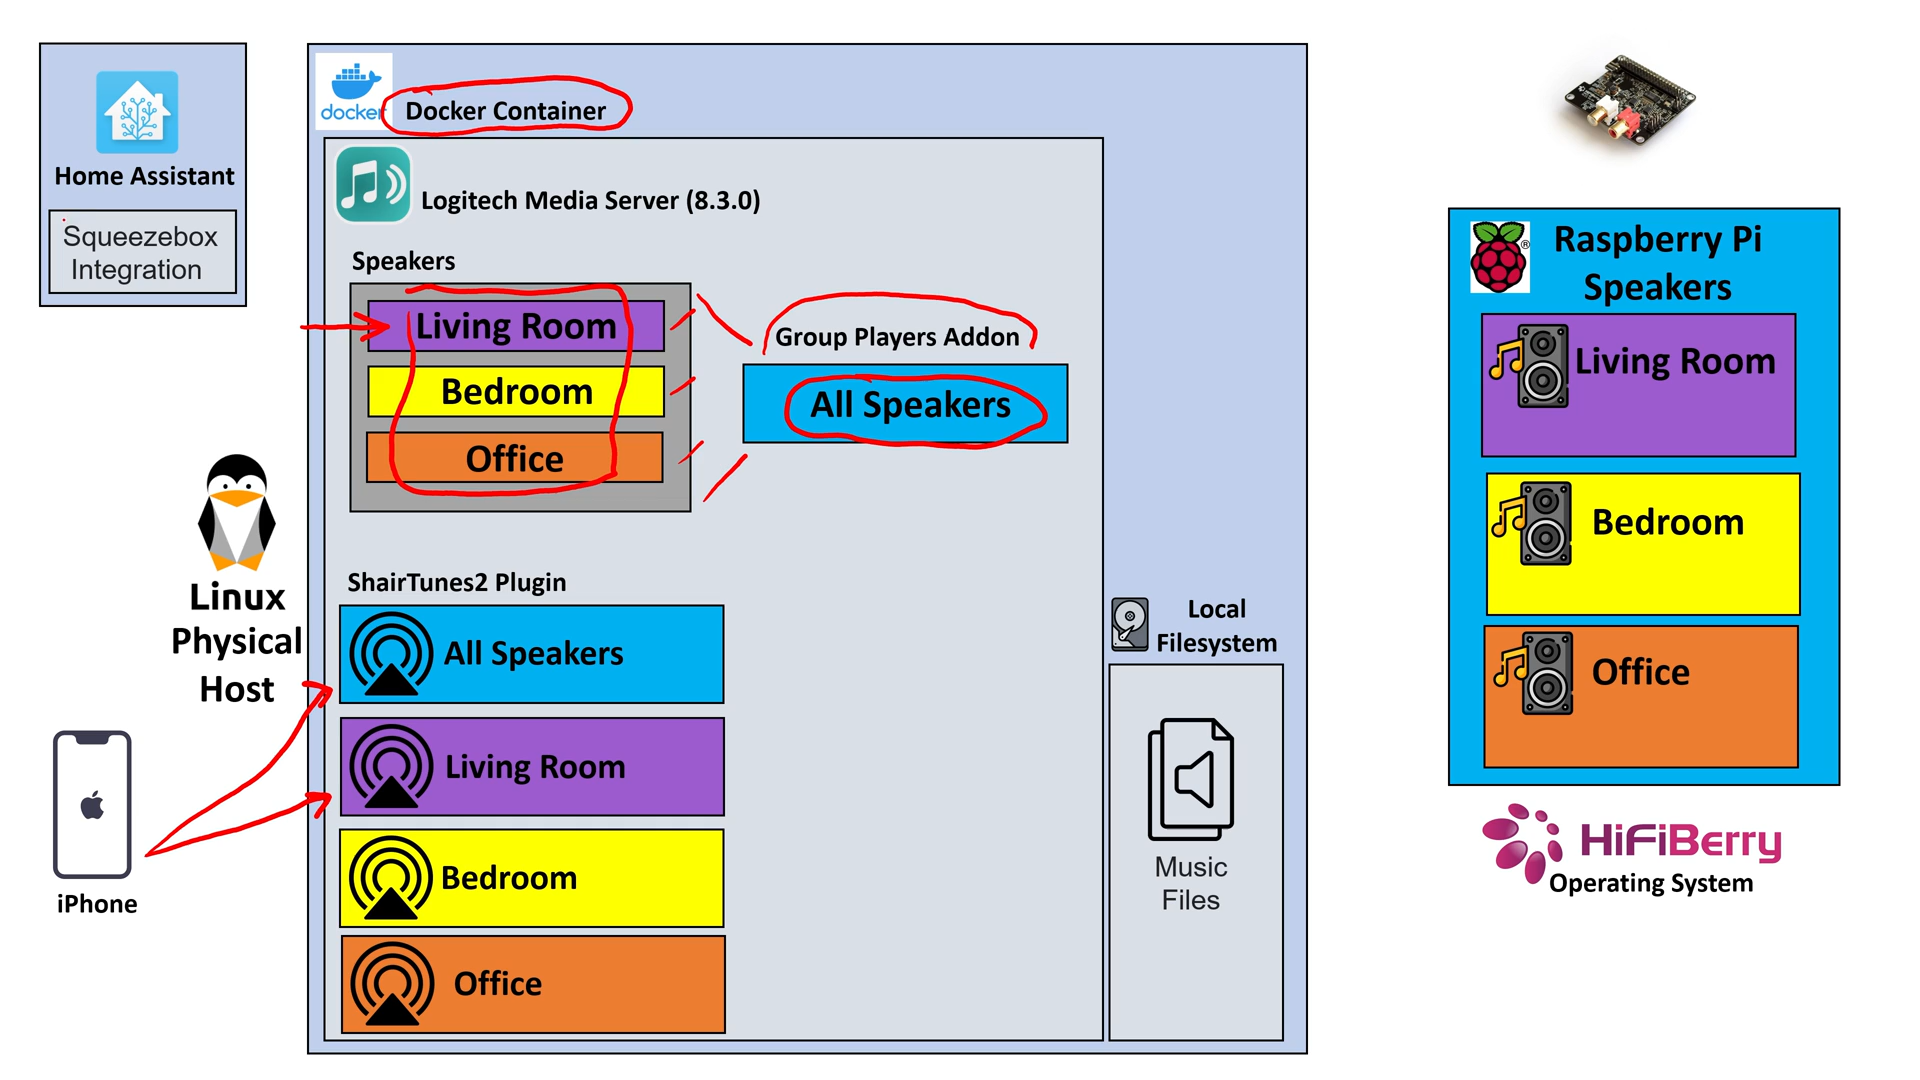 Home Assistant
Squeezebox
Integration
docker
Docker Container
Logitech Media Server (8.3.0)
Speakers
Living Room
Bedroom
Office
Group Players Addon
All Speakers
ShairTunes2 Plugin
All Speakers
Living Room
Bedroom
Office
Linux
Physical
Host
iPhone
Local
Filesystem
Music
Files
Raspberry Pi
Speakers
Living Room
Bedroom
Office
HiFiBerry
Operating System